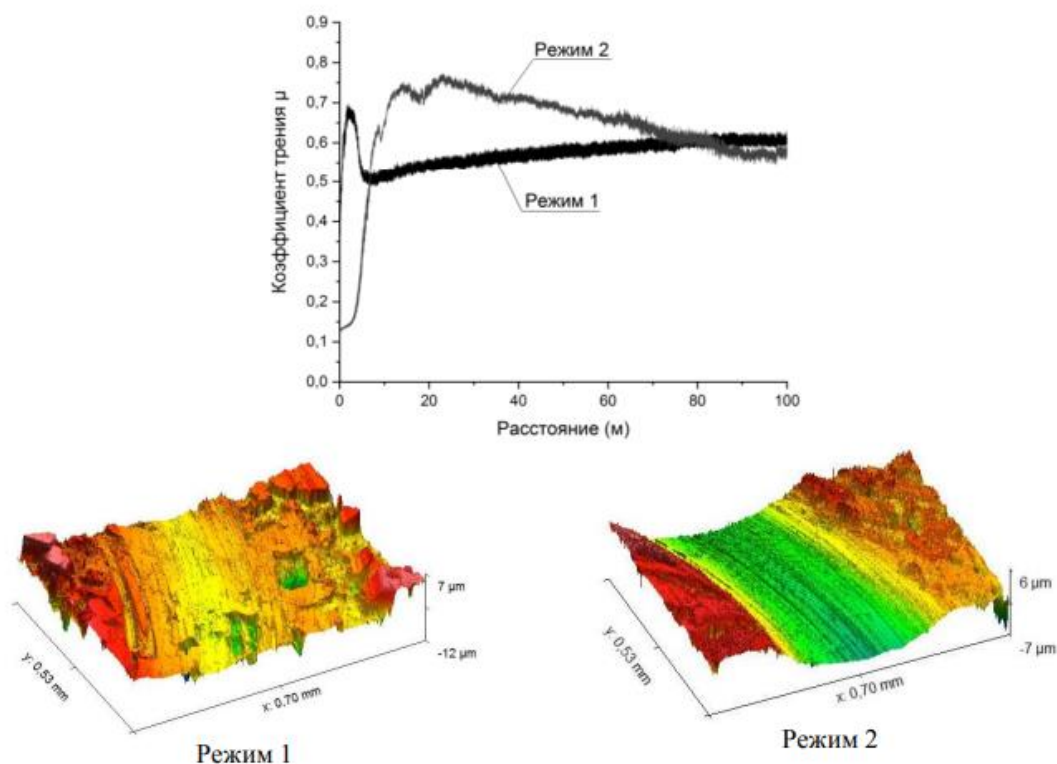 Коэффициент трения μ
0,9
0,8
0,7
0,6
0,5
0,4
0,3
0,2
0,1
0,0
Режим 2
Режим 1
0
20
40
60
80
100
Расстояние (м)
7 μm
-12 μm
y: 0,53 mm
x: 0,70 mm
Режим 1
6 μm
-7 μm
y: 0,53 mm
x: 0,70 mm
Режим 2